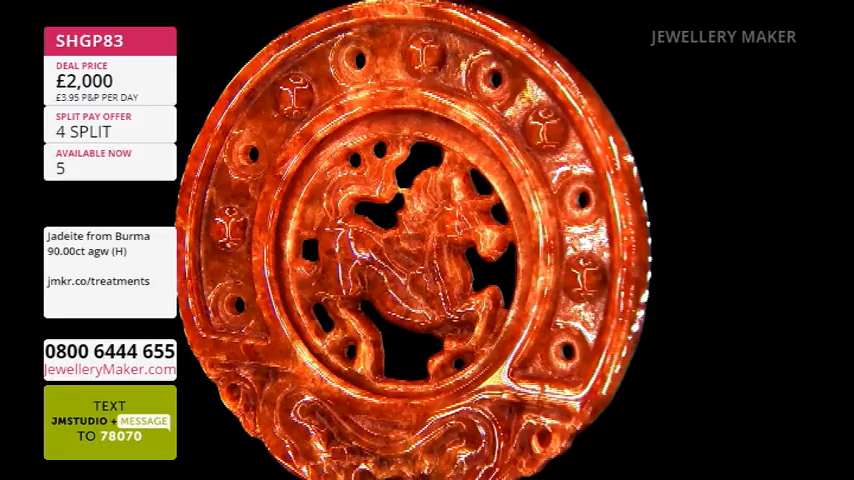 SHGP83
DEAL PRICE
£2,000
£3.95 P&P PER DAY
SPLIT PAY OFFER
4 SPLIT
AVAILABLE NOW
5
Jadeite from Burma
90.00ct agw (H)
jmkr.co/treatments
0800 6444 655
JewelleryMaker.com
TEXT
JMSTUDIO + MESSAGE
TO 78070
JEWELLERY MAKER